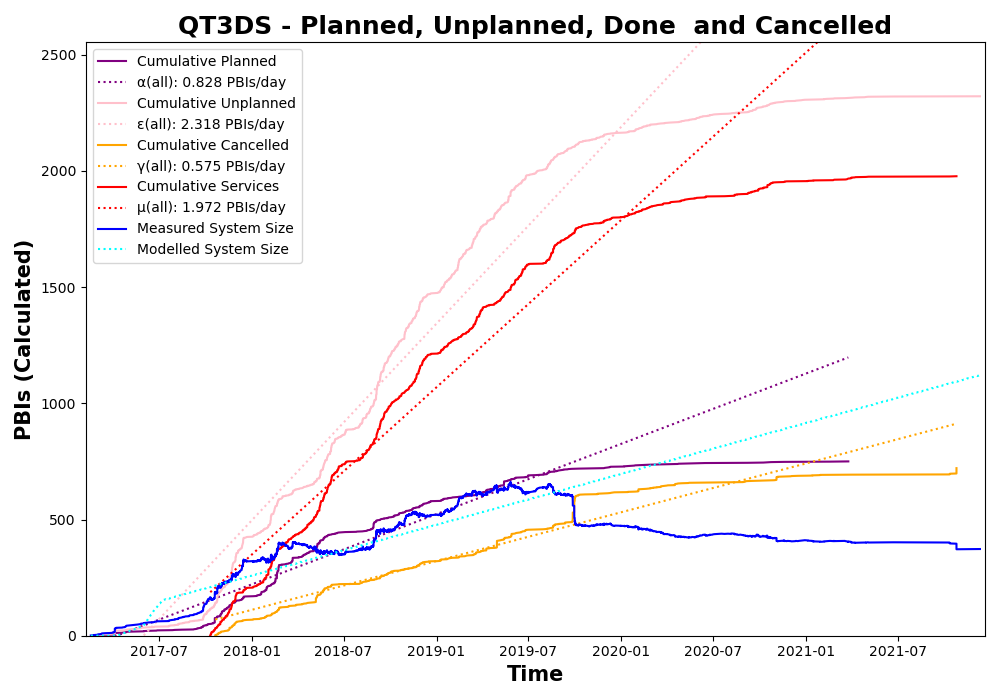 QT3DS - Planned, Unplanned, Done  and Cancelled
2500
2000
1500
1000
500
0
PBIs (Calculated)
Cumulative Planned
α(all): 0.828 PBIs/day
Cumulative Unplanned
ε(all): 2.318 PBIs/day
Cumulative Cancelled
γ(all): 0.575 PBIs/day
Cumulative Services
μ(all): 1.972 PBIs/day
Measured System Size
Modelled System Size
2017-07 2018-01 2018-07 2019-01 2019-07 2020-01 2020-07 2021-01 2021-07
Time